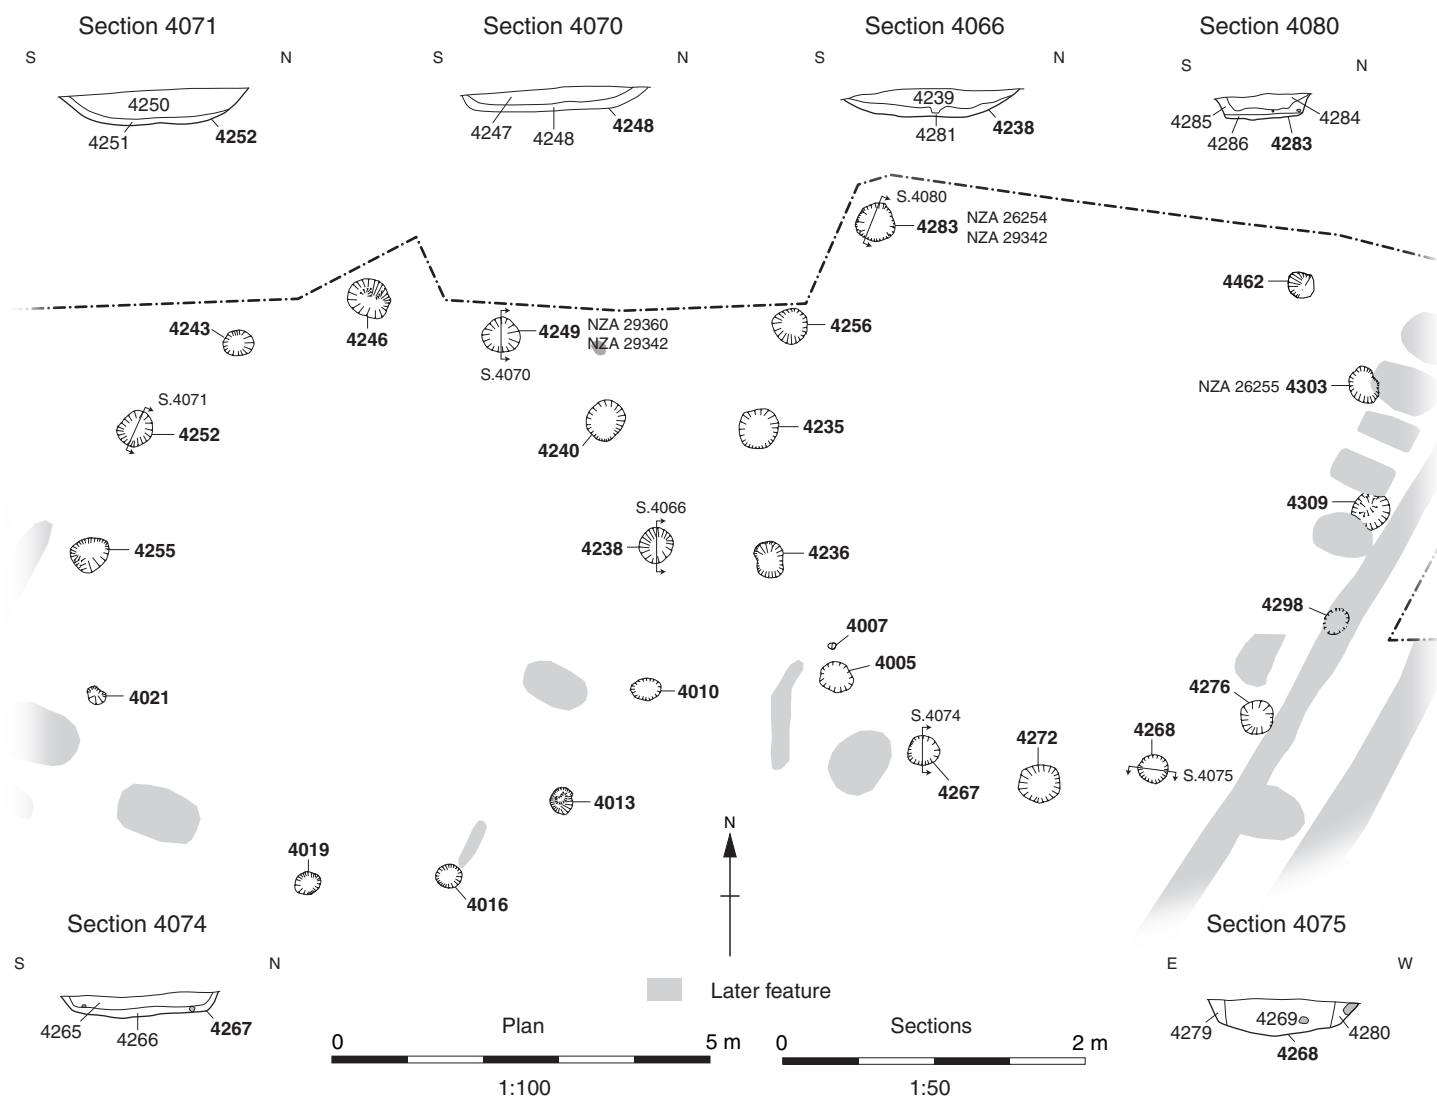 Section 4071
Section 4070
Section 4066
Section 4080
S
N
S
N
S
N
S
N
4250
4251
4252
4247
4248
4248
4239
4281
4238
4285
4284
4286
4283
S.4080
4283
NZA 26254
NZA 29342
4462
4243
4246
4249
NZA 29360
NZA 29342
S.4070
4256
NZA 26255 4303
S.4071
4252
4240
4235
4309
S.4066
4238
4236
4255
4298
4007
4005
4021
4010
4276
S.4074
4272
4268
S.4075
4267
4013
4019
4016
N
Section 4074
Section 4075
S
N
E
W
4265
4266
4267
4279
4269
4280
4268
Later feature
Plan
0
5 m
1:100
Sections
0
2 m
1:50